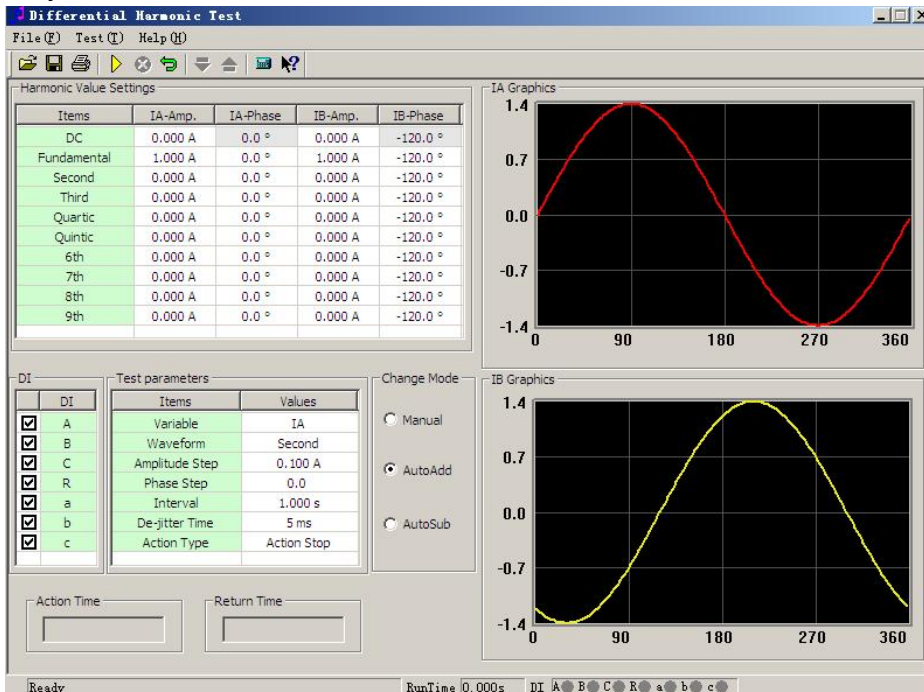 Differential Harmonic Test
File(F) Test(T) Help(H)
Harmonic Value Settings
Items IA-Amp. IA-Phase IB-Amp. IB-Phase
DC 0.000 A 0.0 ° 0.000 A -120.0 °
Fundamental 1.000 A 0.0 ° 1.000 A -120.0 °
Second 0.000 A 0.0 ° 0.000 A -120.0 °
Third 0.000 A 0.0 ° 0.000 A -120.0 °
Quartic 0.000 A 0.0 ° 0.000 A -120.0 °
Quintic 0.000 A 0.0 ° 0.000 A -120.0 °
6th 0.000 A 0.0 ° 0.000 A -120.0 °
7th 0.000 A 0.0 ° 0.000 A -120.0 °
8th 0.000 A 0.0 ° 0.000 A -120.0 °
9th 0.000 A 0.0 ° 0.000 A -120.0 °
IA Graphics
1.4
0.7
0.0
-0.7
-1.4
0 90 180 270 360
DI
DI
A
B
C
R
a
b
c
Test parameters
Items Values
Variable IA
Waveform Second
Amplitude Step 0.100 A
Phase Step 0.0
Interval 1.000 s
De-jitter Time 5 ms
Action Type Action Stop
Change Mode
Manual
AutoAdd
AutoSub
IB Graphics
1.4
0.7
0.0
-0.7
-1.4
0 90 180 270 360
Action Time
Return Time
Ready RunTime 0.000s DI A B C R a b c